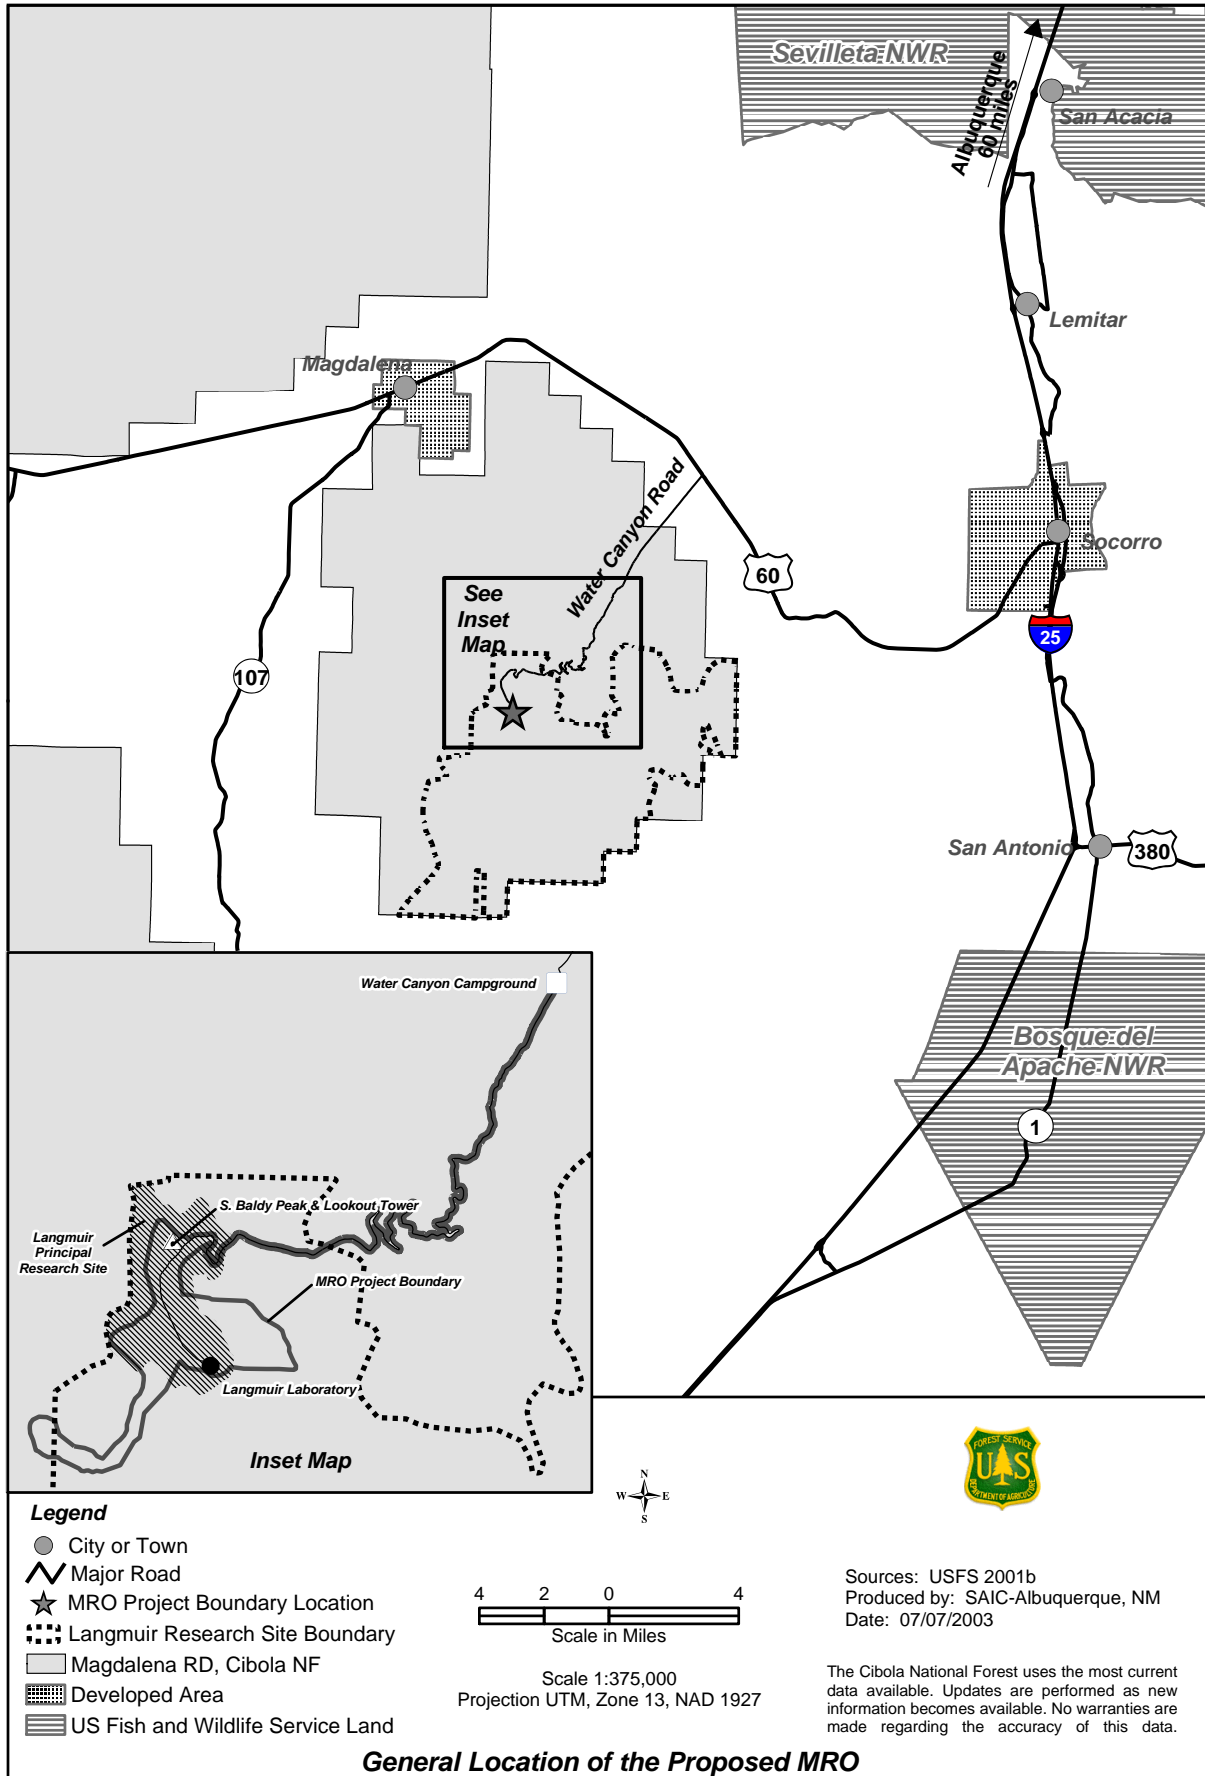 Sevilleta NWR
Albuquerque
60 miles
San Acacia
Lemitar
Magdalena
Water Canyon Road
Socorro
60
See
Inset
Map
25
107
San Antonio
380
Bosque del
Apache NWR
1
Water Canyon Campground
S. Baldy Peak & Lookout Tower
Langmuir
Principal
Research Site
MRO Project Boundary
Langmuir Laboratory
Inset Map
N
W E
S
FOREST SERVICE
U S
DEPARTMENT OF AGRICULTURE
Legend
City or Town
Major Road
MRO Project Boundary Location
Langmuir Research Site Boundary
Magdalena RD, Cibola NF
Developed Area
US Fish and Wildlife Service Land
4 2 0 4
Scale in Miles
Scale 1:375,000
Projection UTM, Zone 13, NAD 1927
Sources: USFS 2001b
Produced by: SAIC-Albuquerque, NM
Date: 07/07/2003
The Cibola National Forest uses the most current
data available. Updates are performed as new
information becomes available. No warranties are
made regarding the accuracy of this data.
General Location of the Proposed MRO